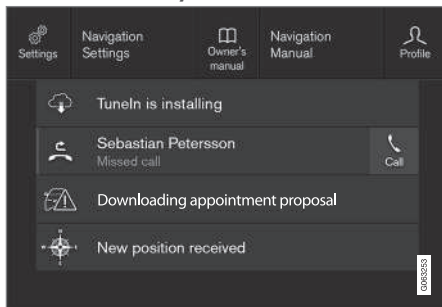 Settings
Navigation
Settings
Owner's
manual
Navigation
Manual
Profile
TuneIn is installing
Sebastian Petersson
Missed call
Call
Downloading appointment proposal
New position received
G063253